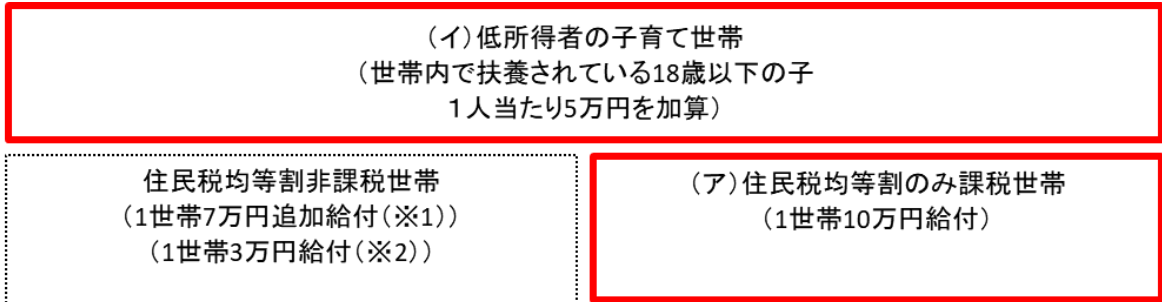 （イ）低所得者の子育て世帯
（世帯内で扶養されている18歳以下の子
１人当たり5万円を加算）
住民税均等割非課税世帯
（1世帯7万円追加給付（※1））
（1世帯3万円給付（※2））
（ア）住民税均等割のみ課税世帯
（1世帯10万円給付）